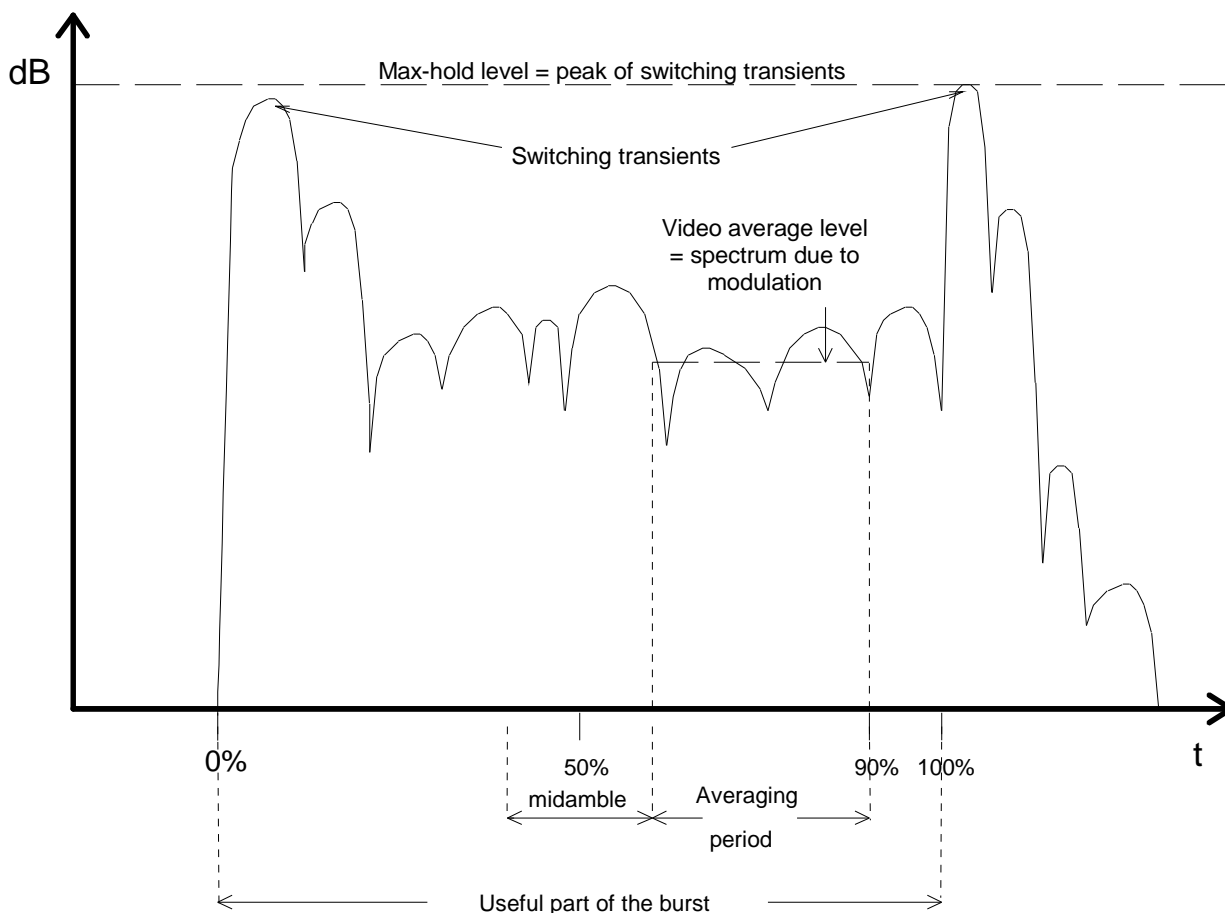 dB
Max-hold level = peak of switching transients
Switching transients
Video average level
= spectrum due to
modulation
t
0%
50%
90%
100%
midamble
Averaging
period
Useful part of the burst